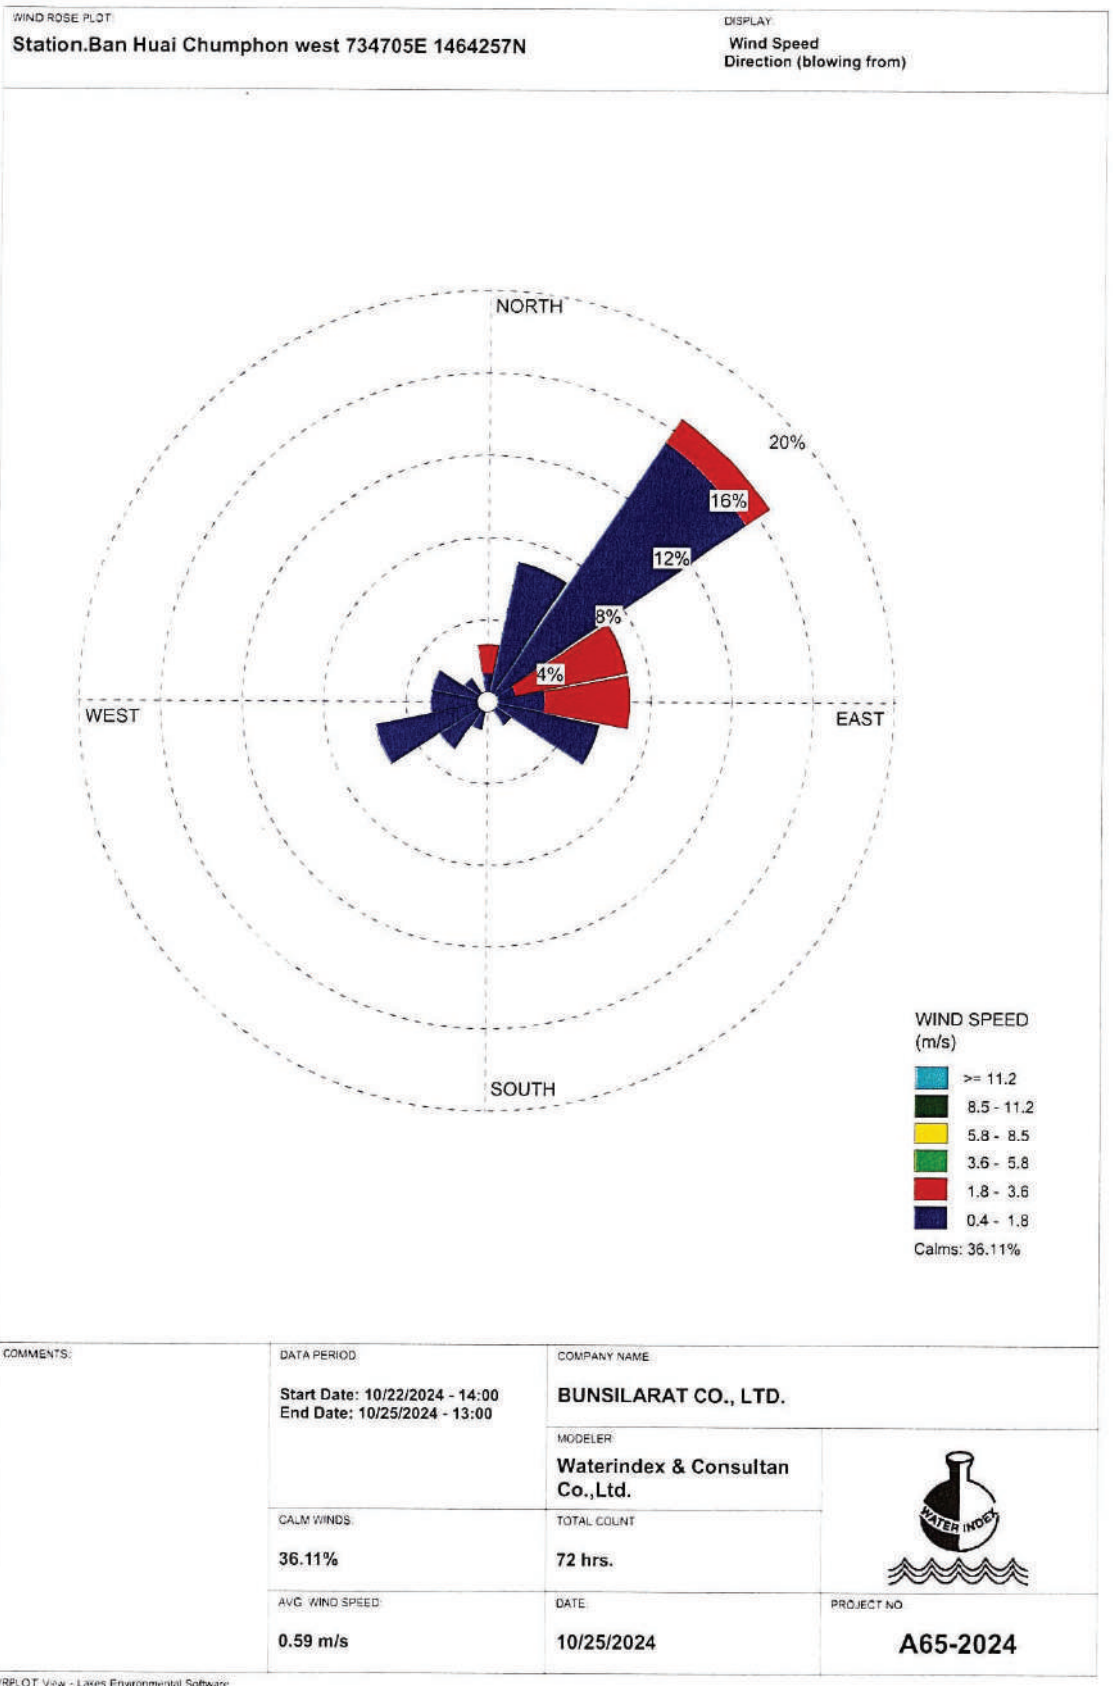 WIND ROSE PLOT:
Station.Ban Huai Chumphon west 734705E 1464257N
DISPLAY:
Wind Speed
Direction (blowing from)
NORTH
20%
16%
12%
8%
4%
WEST
EAST
SOUTH
WIND SPEED
(m/s)
>= 11.2
8.5 - 11.2
5.8 - 8.5
3.6 - 5.8
1.8 - 3.6
0.4 - 1.8
Calms: 36.11%
COMMENTS:
DATA PERIOD:
Start Date: 10/22/2024 - 14:00
End Date: 10/25/2024 - 13:00
COMPANY NAME:
BUNSILARAT CO., LTD.
MODELER:
Waterindex & Consultan
Co.,Ltd.
WATER INDEX
CALM WINDS:
36.11%
TOTAL COUNT:
72 hrs.
AVG. WIND SPEED:
0.59 m/s
DATE:
10/25/2024
PROJECT NO.:
A65-2024
WRPLOT View - Lakes Environmental Software